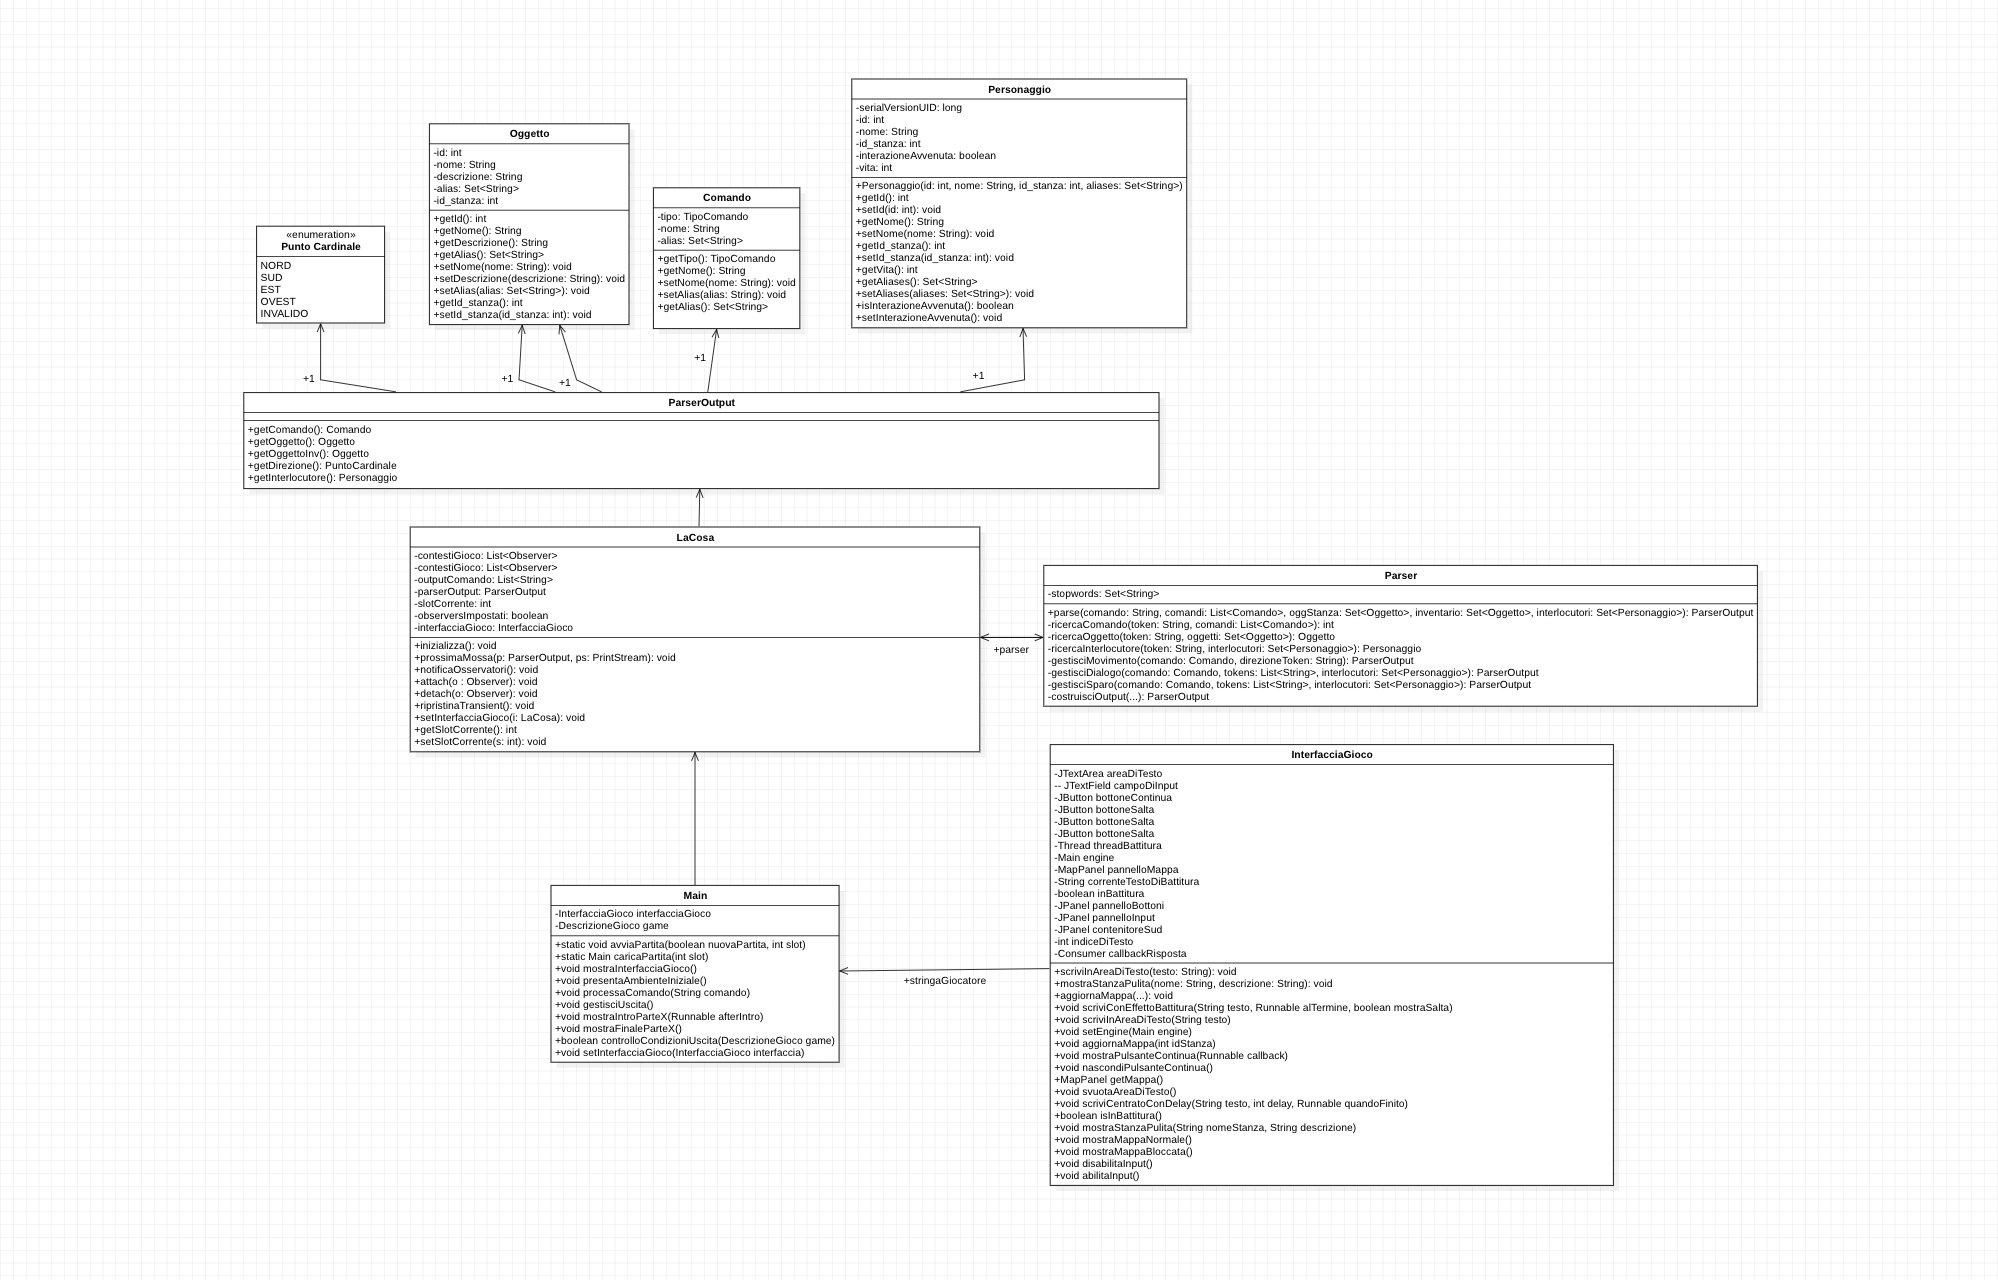 Personaggio
-serialVersionUID: long
-id: int
-nome: String
-id_stanza: int
-interazioneAvvenuta: boolean
-vita: int
+Personaggio(id: int, nome: String, id_stanza: int, aliases: Set<String>)
+getId(): int
+setId(id: int): void
+getNome(): String
+setNome(nome: String): void
+getId_stanza(): int
+setId_stanza(id_stanza: int): void
+getVita(): int
+getAliases(): Set<String>
+setAliases(aliases: Set<String>): void
+isInterazioneAvvenuta(): boolean
+setInterazioneAvvenuta(): void
Oggetto
-id: int
-nome: String
-descrizione: String
-alias: Set<String>
-id_stanza: int
+getId(): int
+getNome(): String
+getDescrizione(): String
+getAlias(): Set<String>
+setNome(nome: String): void
+setDescrizione(descrizione: String): void
+setAlias(alias: Set<String>): void
+getId_stanza(): int
+setId_stanza(id_stanza: int): void
Comando
-tipo: TipoComando
-nome: String
-alias: Set<String>
+getTipo(): TipoComando
+getNome(): String
+setNome(nome: String): void
+setAlias(alias: String): void
+getAlias(): Set<String>
«enumeration»
Punto Cardinale
NORD
SUD
EST
OVEST
INVALIDO
+1
+1
+1
+1
+1
ParserOutput
+getComando(): Comando
+getOggetto(): Oggetto
+getOggettoInv(): Oggetto
+getDirezione(): PuntoCardinale
+getInterlocutore(): Personaggio
LaCosa
-contestiGioco: List<Observer>
-contestiGioco: List<Observer>
-outputComando: List<String>
-parserOutput: ParserOutput
-slotCorrente: int
-observersImpostati: boolean
-interfacciaGioco: InterfacciaGioco
+inizializza(): void
+prossimaMossa(p: ParserOutput, ps: PrintStream): void
+notificaOsservatori(): void
+attach(o : Observer): void
+detach(o: Observer): void
+ripristinaTransient(): void
+setInterfacciaGioco(i: LaCosa): void
+getSlotCorrente(): int
+setSlotCorrente(s: int): void
+parser
Parser
-stopwords: Set<String>
+parse(comando: String, comandi: List<Comando>, oggStanza: Set<Oggetto>, inventario: Set<Oggetto>, interlocutori: Set<Personaggio>): ParserOutput
-ricercaComando(token: String, comandi: List<Comando>): int
-ricercaOggetto(token: String, oggetti: Set<Oggetto>): Oggetto
-ricercaInterlocutore(token: String, interlocutori: Set<Personaggio>): Personaggio
-gestisciMovimento(comando: Comando, direzioneToken: String): ParserOutput
-gestisciDialogo(comando: Comando, tokens: List<String>, interlocutori: Set<Personaggio>): ParserOutput
-gestisciSparo(comando: Comando, tokens: List<String>, interlocutori: Set<Personaggio>): ParserOutput
-costruisciOutput(...): ParserOutput
InterfacciaGioco
-JTextArea areaDiTesto
-- JTextField campoDiInput
-JButton bottoneContinua
-JButton bottoneSalta
-JButton bottoneSalta
-JButton bottoneSalta
-Thread threadBattitura
-Main engine
-MapPanel pannelloMappa
-String correnteTestoDiBattitura
-boolean inBattitura
-JPanel pannelloBottoni
-JPanel pannelloInput
-JPanel contenitoreSud
-int indiceDiTesto
-Consumer callbackRisposta
+scriviInAreaDiTesto(testo: String): void
+mostraStanzaPulita(nome: String, descrizione: String): void
+aggiornaMappa(...): void
+void scriviConEffettoBattitura(String testo, Runnable alTermine, boolean mostraSalta)
+void scriviInAreaDiTesto(String testo)
+void setEngine(Main engine)
+void aggiornaMappa(int idStanza)
+void mostraPulsanteContinua(Runnable callback)
+void nascondiPulsanteContinua()
+MapPanel getMappa()
+void svuotaAreaDiTesto()
+void scriviCentratoConDelay(String testo, int delay, Runnable quandoFinito)
+boolean isInBattitura()
+void mostraStanzaPulita(String nomeStanza, String descrizione)
+void mostraMappaNormale()
+void mostraMappaBloccata()
+void disabilitaInput()
+void abilitaInput()
Main
-InterfacciaGioco interfacciaGioco
-DescrizioneGioco game
+static void avviaPartita(boolean nuovaPartita, int slot)
+static Main caricaPartita(int slot)
+void mostraInterfacciaGioco()
+void presentaAmbienteIniziale()
+void processaComando(String comando)
+void gestisciUscita()
+void mostraIntroParteX(Runnable afterIntro)
+void mostraFinaleParteX()
+boolean controlloCondizioniUscita(DescrizioneGioco game)
+void setInterfacciaGioco(InterfacciaGioco interfaccia)
+stringaGiocatore